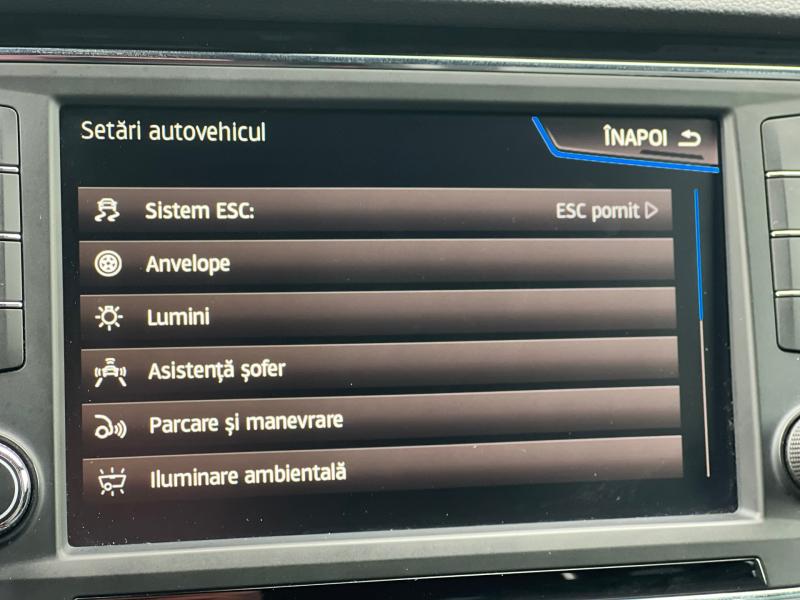 Setări autovehicul
ÎNAPOI
Sistem ESC: ESC pornit
Anvelope
Lumini
Asistență șofer
Parcare și manevrare
Iluminare ambientală